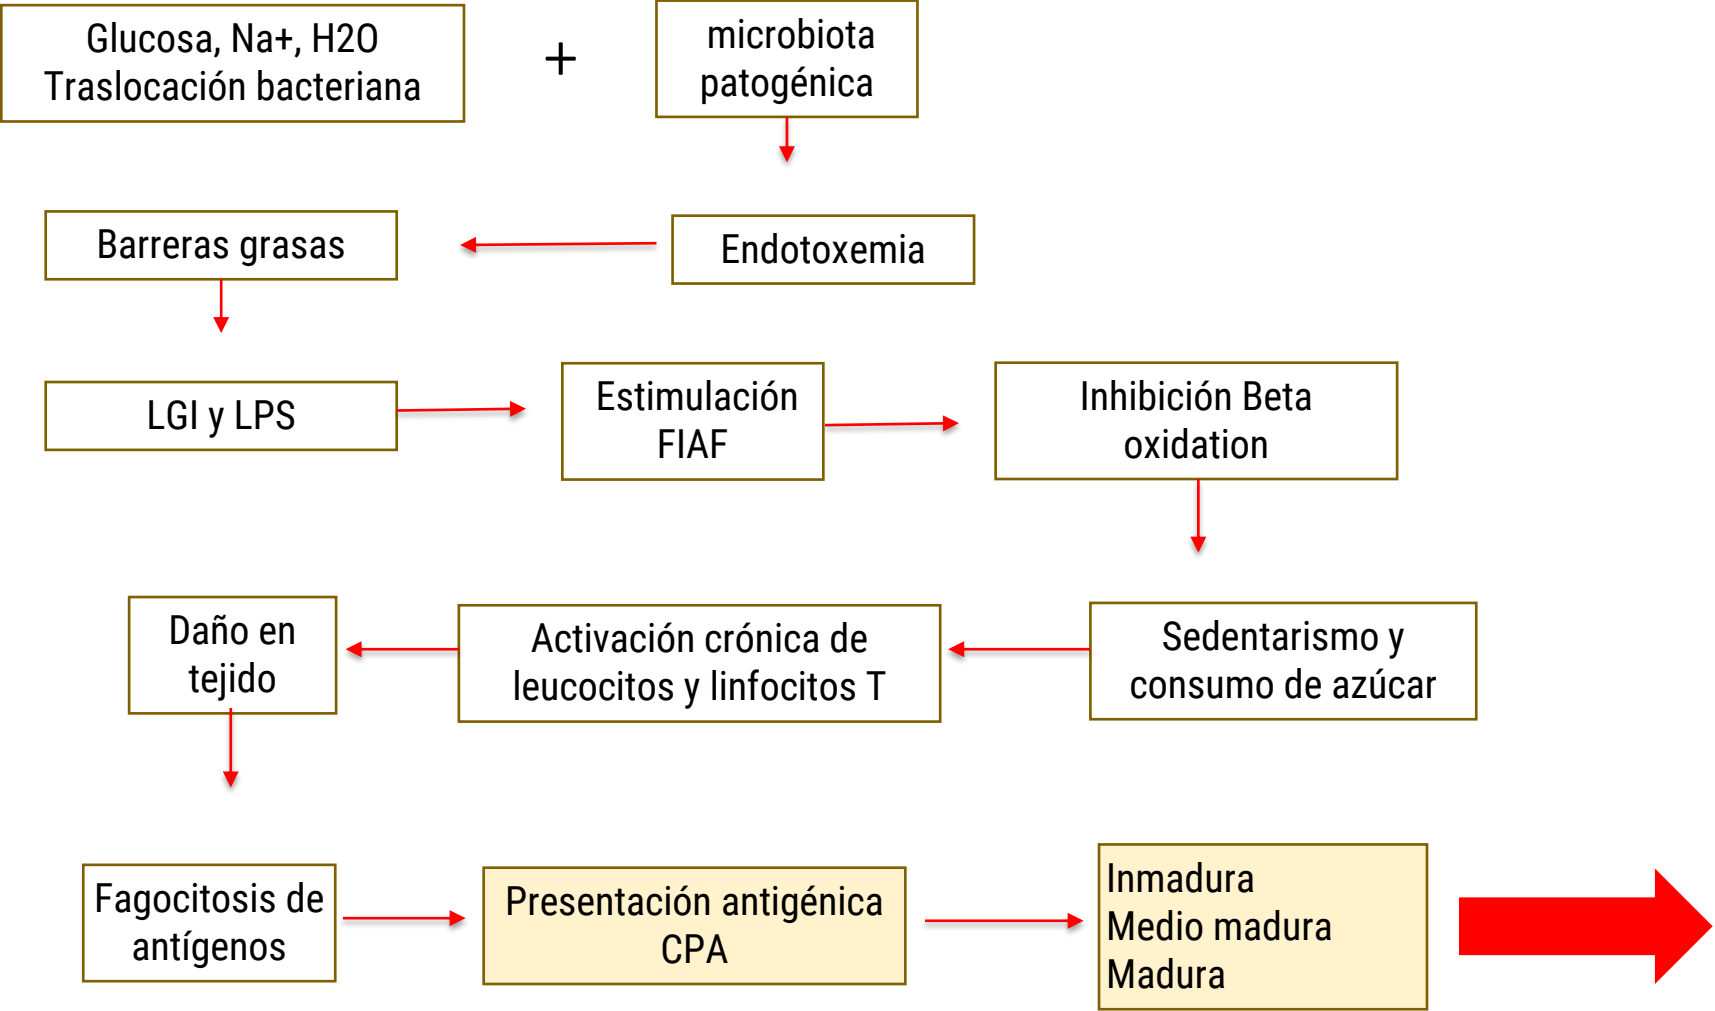 Glucosa, Na+, H2O
Traslocación bacteriana
+
microbiota
patogénica
Barreras grasas
Endotoxemia
LGI y LPS
Estimulación
FIAF
Inhibición Beta
oxidation
Daño en
tejido
Activación crónica de
leucocitos y linfocitos T
Sedentarismo y
consumo de azúcar
Fagocitosis de
antígenos
Presentación antigénica
CPA
Inmadura
Medio madura
Madura